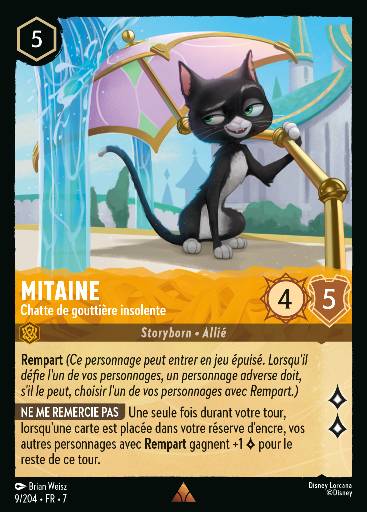 5
MITAINE
Chatte de gouttière insolente
4
5
Storyborn • Allié
Rempart (Ce personnage peut entrer en jeu épuisé. Lorsqu'il
défie l'un de vos personnages, un personnage adverse doit,
s'il le peut, choisir l'un de vos personnages avec Rempart.)
NE ME REMERCIE PAS Une seule fois durant votre tour,
lorsqu'une carte est placée dans votre réserve d'encre, vos
autres personnages avec Rempart gagnent +1 pour le
reste de ce tour.
Brian Weisz
9/204 • FR • 7
Disney Lorcana
©Disney